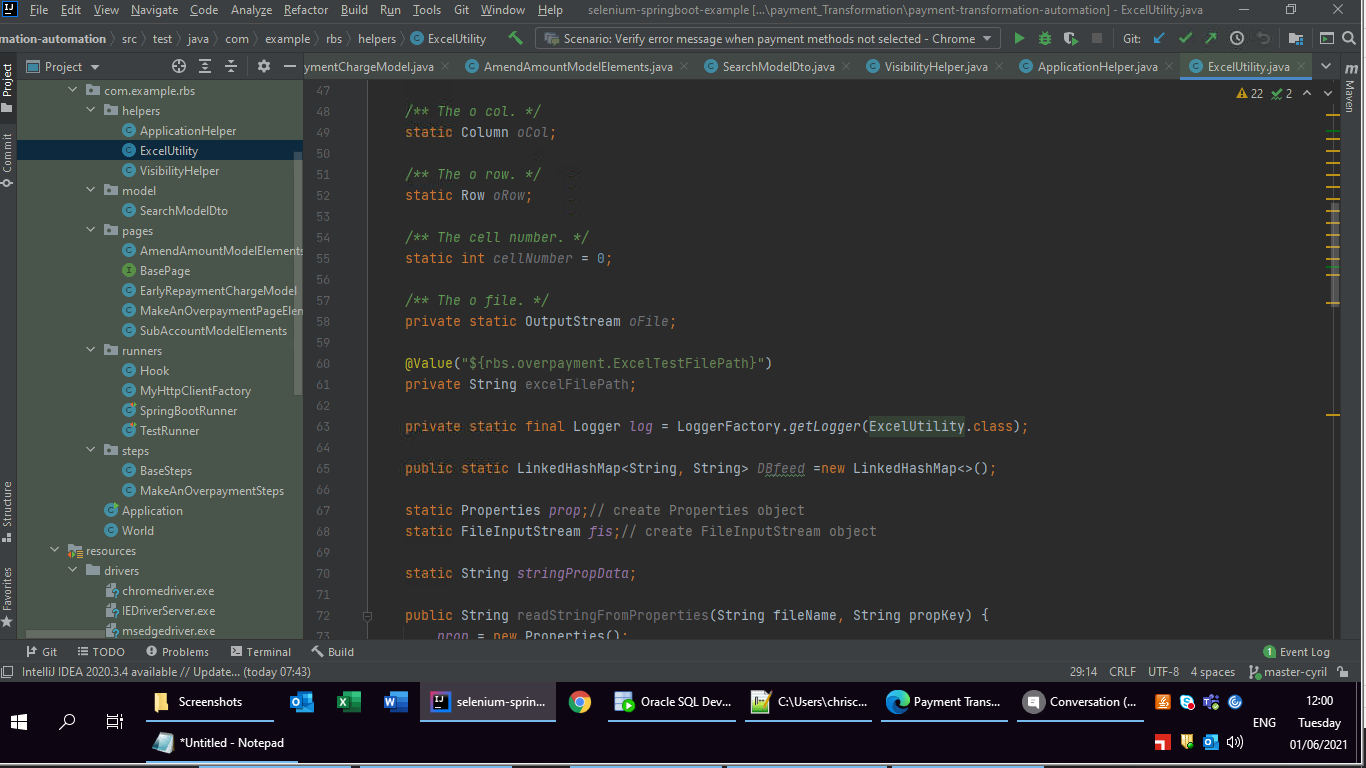 File Edit View Navigate Code Analyze Refactor Build Run Tools Git Window Help selenium-springboot-example [...\payment_Transformation\payment-transformation-automation] - ExcelUtility.java
mation-automation src test java com example rbs helpers ExcelUtility Scenario: Verify error message when payment methods not selected - Chrome Git:
Project ymentChargeModel.java AmendAmountModelElements.java SearchModelDto.java VisibilityHelper.java ApplicationHelper.java ExcelUtility.java
Project
Commit
Structure
Favorites
Maven
22 2
com.example.rbs
helpers
ApplicationHelper
ExcelUtility
VisibilityHelper
model
SearchModelDto
pages
AmendAmountModelElements
BasePage
EarlyRepaymentChargeModel
MakeAnOverpaymentPageElen
SubAccountModelElements
runners
Hook
MyHttpClientFactory
SpringBootRunner
TestRunner
steps
BaseSteps
MakeAnOverpaymentSteps
Application
World
resources
drivers
chromedriver.exe
IEDriverServer.exe
msedgedriver.exe
47
48 /** The o col. */
49 static Column oCol;
50
51 /** The o row. */
52 static Row oRow;
53
54 /** The cell number. */
55 static int cellNumber = 0;
56
57 /** The o file. */
58 private static OutputStream oFile;
59
60 @Value("${rbs.overpayment.ExcelTestFilePath}")
61 private String excelFilePath;
62
63 private static final Logger log = LoggerFactory.getLogger(ExcelUtility.class);
64
65 public static LinkedHashMap<String, String> DBfeed =new LinkedHashMap<>();
66
67 static Properties prop;// create Properties object
68 static FileInputStream fis;// create FileInputStream object
69
70 static String stringPropData;
71
72 public String readStringFromProperties(String fileName, String propKey) {
73 prop = new Properties();
Git TODO Problems Terminal Build 1 Event Log
IntelliJ IDEA 2020.3.4 available // Update... (today 07:43) 29:14 CRLF UTF-8 4 spaces master-cyril
Screenshots selenium-sprin... Oracle SQL Dev... C:\Users\chrisc... Payment Trans... Conversation (...
*Untitled - Notepad
ENG
12:00
Tuesday
01/06/2021